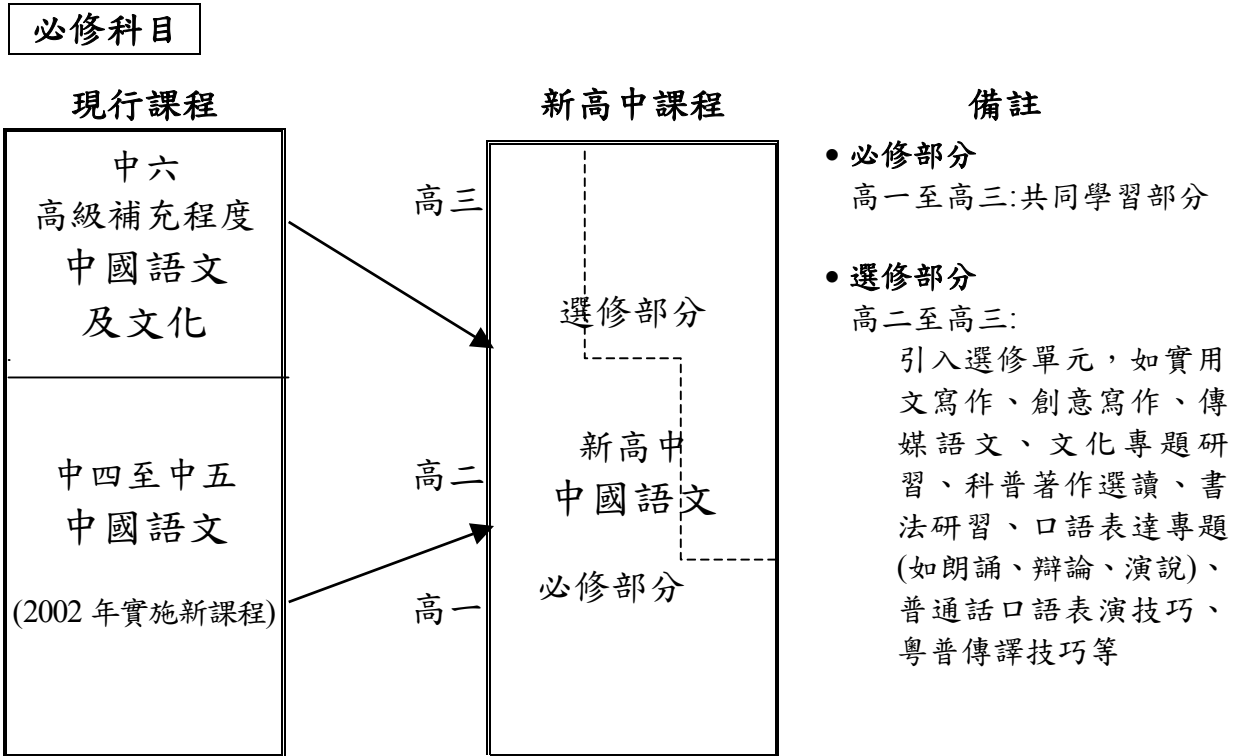 必修科目
現行課程
新高中課程
備註
中六
高級補充程度
中國語文
及文化
中四至中五
中國語文
(2002 年實施新課程)
高三
高二
高一
選修部分
新高中
中國語文
必修部分
• 必修部分
高一至高三:共同學習部分
• 選修部分
高二至高三:
引入選修單元，如實用
文寫作、創意寫作、傳
媒語文、文化專題研
習、科普著作選讀、書
法研習、口語表達專題
(如朗誦、辯論、演說)、
普通話口語表演技巧、
粵普傳譯技巧等